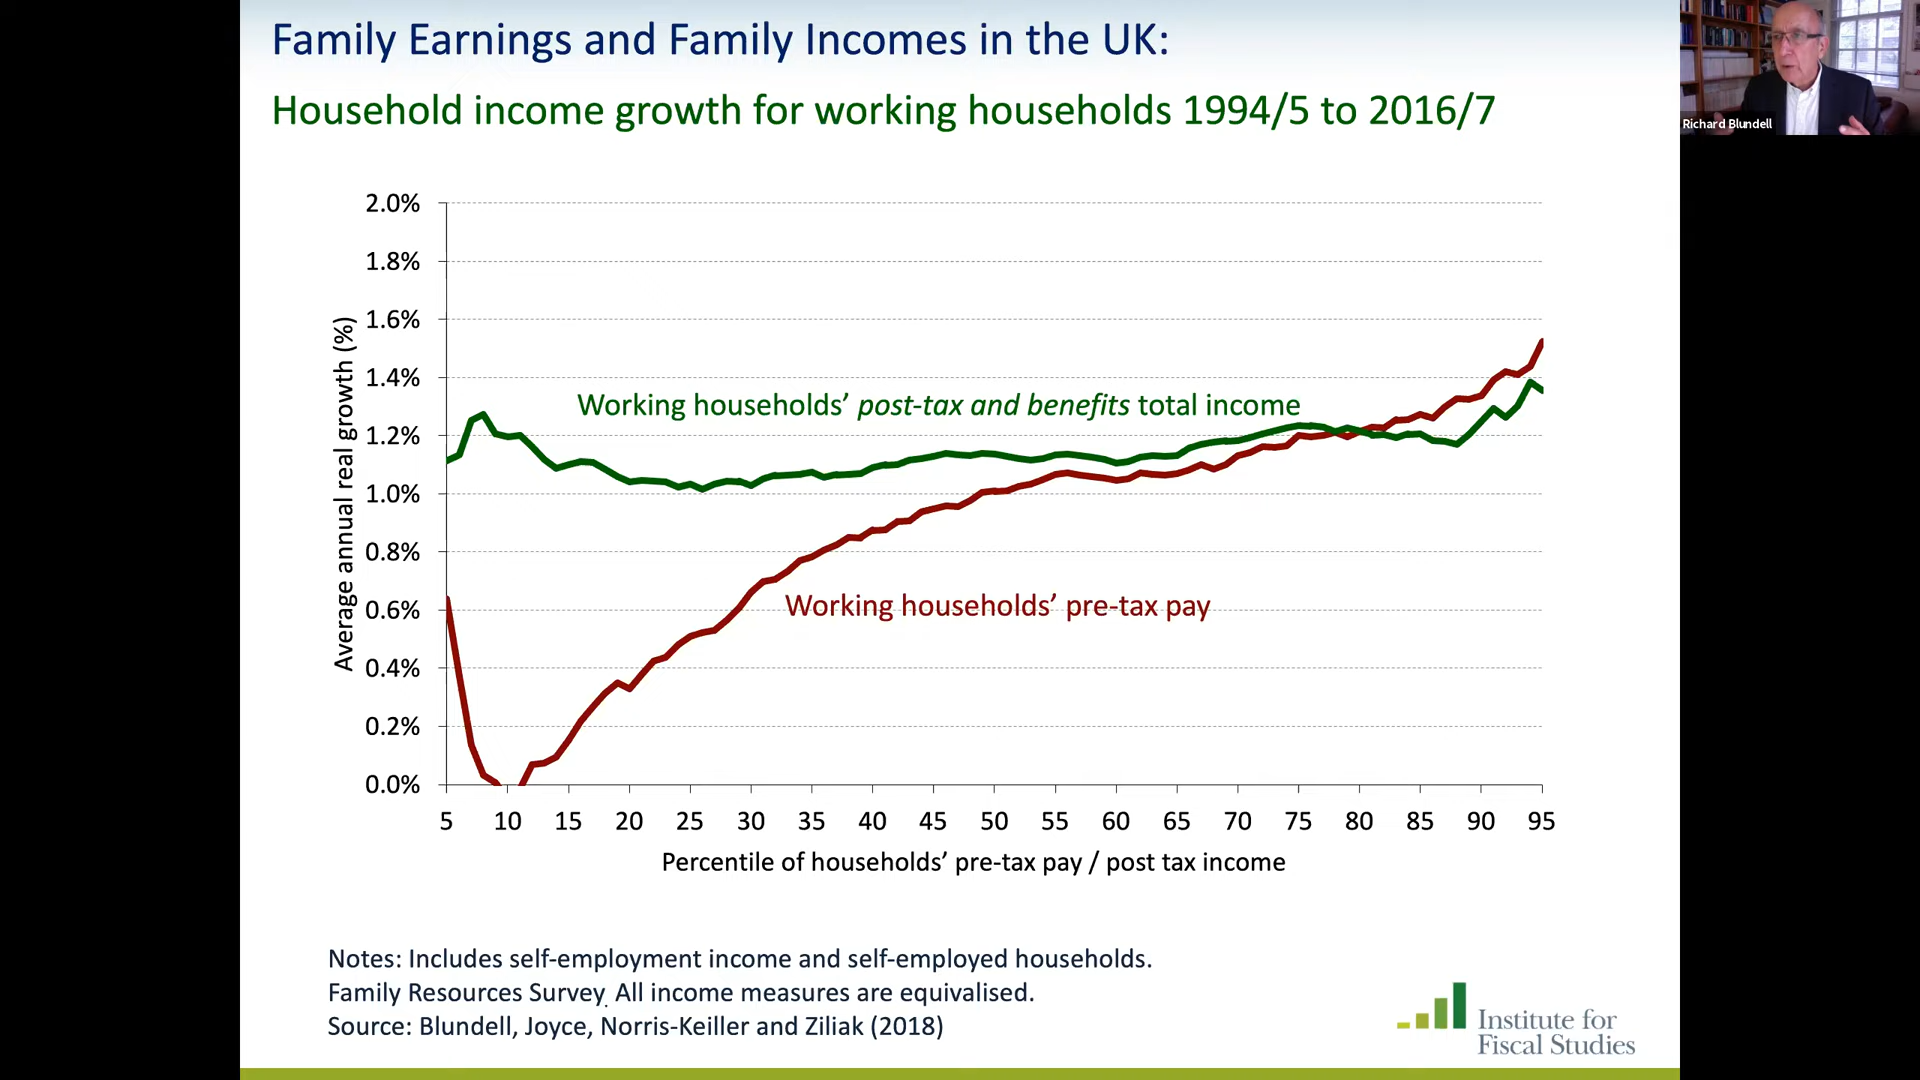 Family Earnings and Family Incomes in the UK:
Household income growth for working households 1994/5 to 2016/7
Richard Blundell
Average annual real growth (%)
2.0%
1.8%
1.6%
1.4%
1.2%
1.0%
0.8%
0.6%
0.4%
0.2%
0.0%
Working households’ post-tax and benefits total income
Working households’ pre-tax pay
5 10 15 20 25 30 35 40 45 50 55 60 65 70 75 80 85 90 95
Percentile of households’ pre-tax pay / post tax income
Notes: Includes self-employment income and self-employed households.
Family Resources Survey. All income measures are equivalised.
Source: Blundell, Joyce, Norris-Keiller and Ziliak (2018)
Institute for
Fiscal Studies